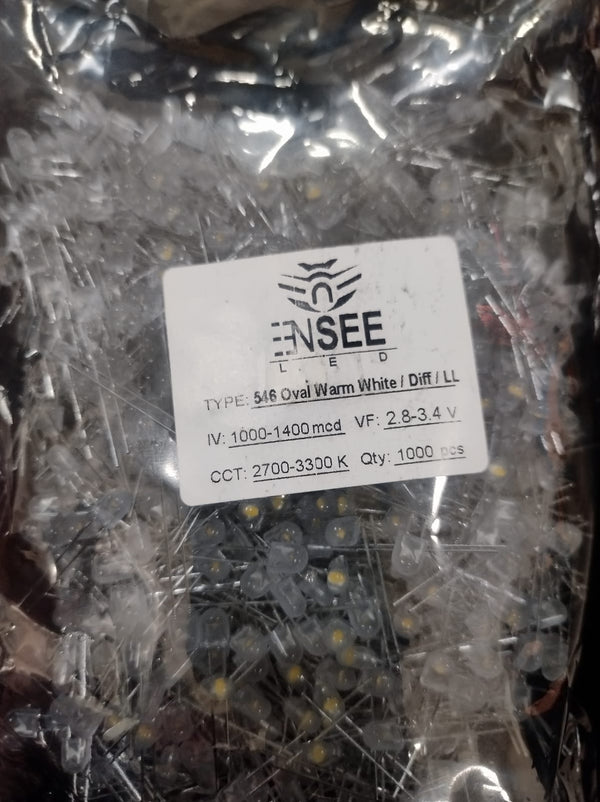 ENSEE
LED
TYPE: 546 Oval Warm White / Diff / LL
IV: 1000-1400 mcd VF: 2.8-3.4 V
CCT: 2700-3300 K Qty: 1000 pcs